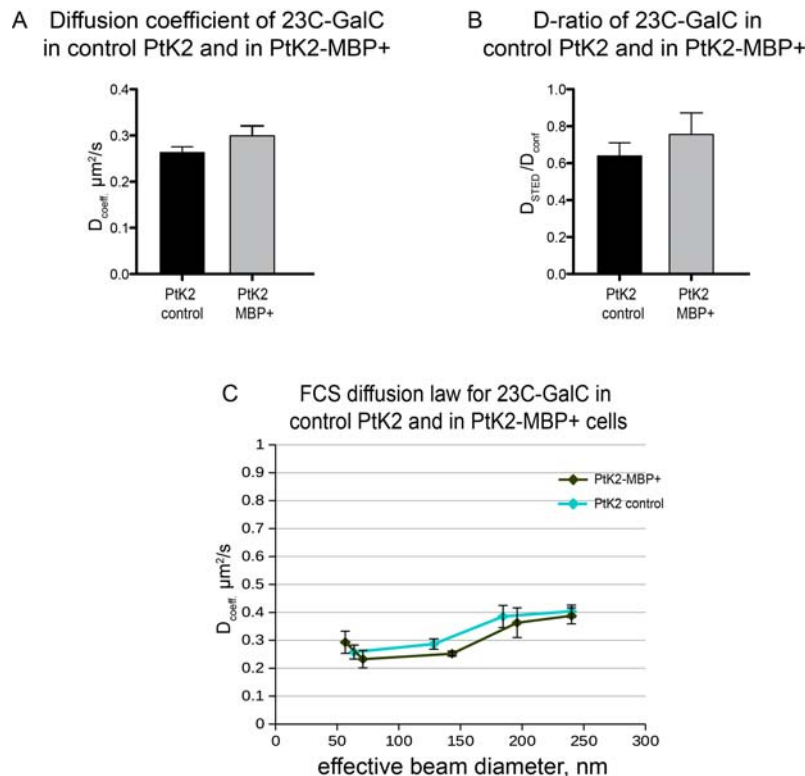 A Diffusion coefficient of 23C-GalC
in control PtK2 and in PtK2-MBP+
0.4
0.3
0.2
0.1
0.0
Dcoeff. µm²/s
PtK2
control
PtK2
MBP+
B D-ratio of 23C-GalC in
control PtK2 and in PtK2-MBP+
1.0
0.8
0.6
0.4
0.2
0.0
DSTED/Dconf
PtK2
control
PtK2
MBP+
C FCS diffusion law for 23C-GalC in
control PtK2 and in PtK2-MBP+ cells
1
0.9
0.8
0.7
0.6
0.5
0.4
0.3
0.2
0.1
0
Dcoeff. µm²/s
PtK2-MBP+
PtK2 control
0 50 100 150 200 250 300
effective beam diameter, nm